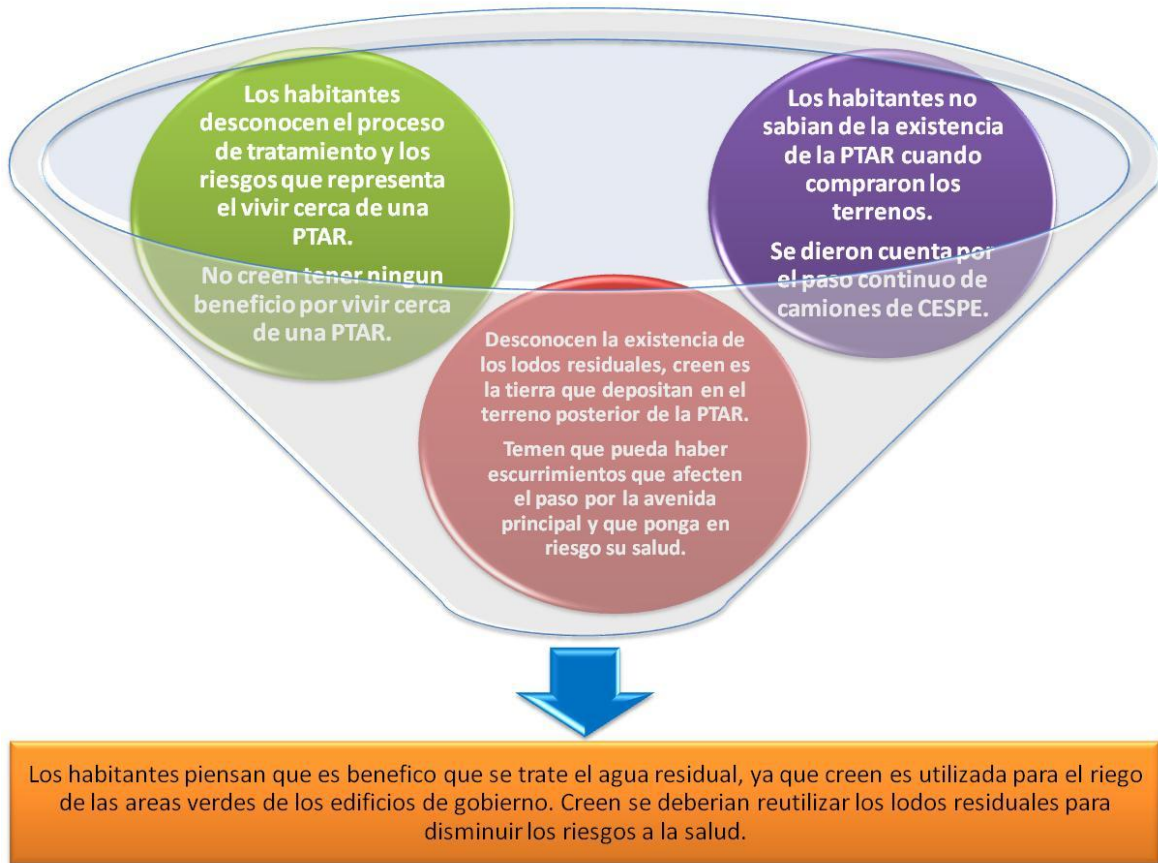 Los habitantes
desconocen el proceso
de tratamiento y los
riesgos que representa
el vivir cerca de una
PTAR.
No creen tener ningun
beneficio por vivir cerca
de una PTAR.
Los habitantes no
sabian de la existencia
de la PTAR cuando
compraron los
terrenos.
Se dieron cuenta por
el paso continuo de
camiones de CESPE.
Desconocen la existencia de
los lodos residuales, creen es
la tierra que depositan en el
terreno posterior de la PTAR.
Temen que pueda haber
escurrimientos que afecten
el paso por la avenida
principal y que ponga en
riesgo su salud.
Los habitantes piensan que es benefico que se trate el agua residual, ya que creen es utilizada para el riego
de las areas verdes de los edificios de gobierno. Creen se deberian reutilizar los lodos residuales para
disminuir los riesgos a la salud.